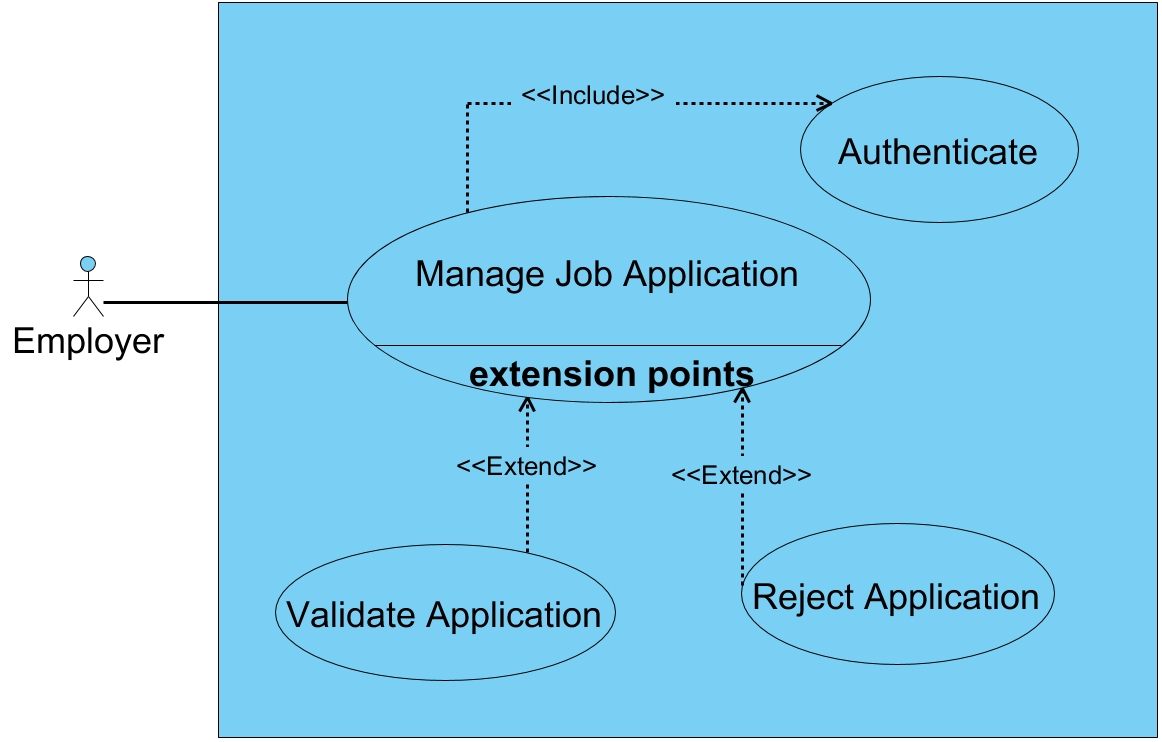 <<Include>>
Authenticate
Manage Job Application
extension points
Employer
<<Extend>>
<<Extend>>
Validate Application
Reject Application